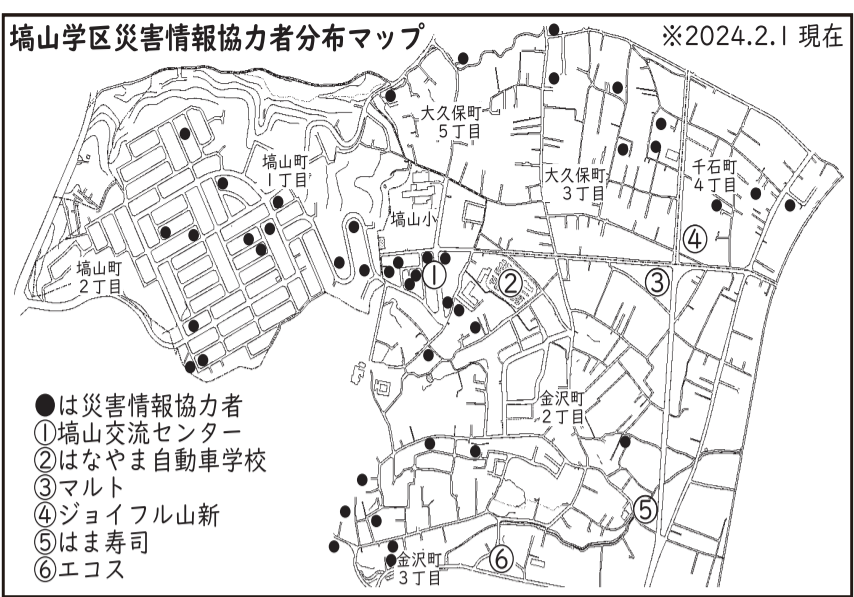 塙山学区災害情報協力者分布マップ
※2024.2.1 現在
大久保町
5丁目
塙山町
1丁目
大久保町
3丁目
千石町
4丁目
塙山小
④
①
②
③
塙山町
2丁目
金沢町
2丁目
●は災害情報協力者
①塙山交流センター
②はなやま自動車学校
③マルト
④ジョイフル山新
⑤はま寿司
⑥エコス
⑤
⑥
金沢町
3丁目